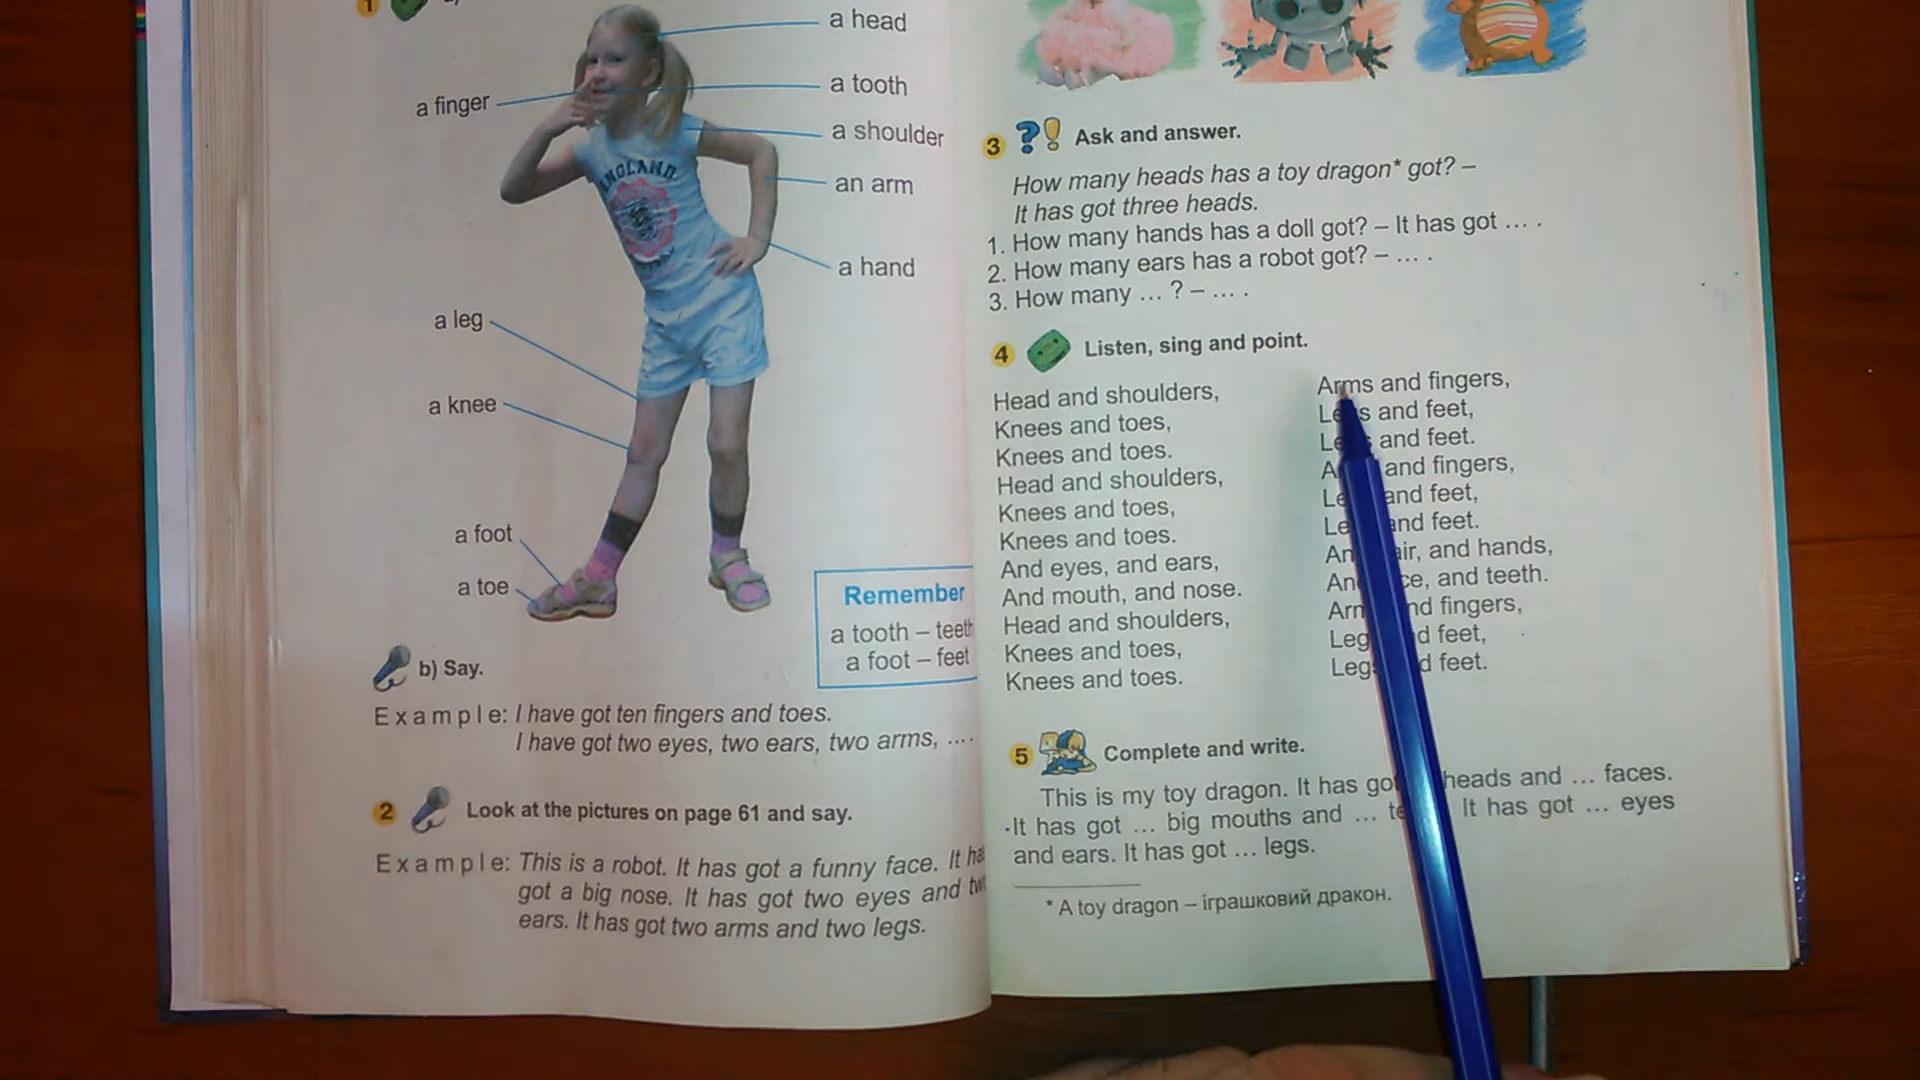 1
a head
a tooth
a finger
a shoulder
ENGLAND
an arm
a hand
a leg
a knee
a foot
a toe
Remember
a tooth – teeth
a foot – feet
b) Say.
Example: I have got ten fingers and toes.
I have got two eyes, two ears, two arms, ....
2 Look at the pictures on page 61 and say.
Example: This is a robot. It has got a funny face. It
got a big nose. It has got two eyes and
ears. It has got two arms and two legs.
3 ?! Ask and answer.
How many heads has a toy dragon* got? –
It has got three heads.
1. How many hands has a doll got? – It has got ... .
2. How many ears has a robot got? – ... .
3. How many ... ? – ... .
4 Listen, sing and point.
Head and shoulders,
Knees and toes,
Knees and toes.
Head and shoulders,
Knees and toes,
Knees and toes.
And eyes, and ears,
And mouth, and nose.
Head and shoulders,
Knees and toes,
Knees and toes.
Arms and fingers,
Legs and feet,
and feet.
and fingers,
and feet,
and feet.
and hands,
and teeth.
fingers,
feet,
feet.
5 Complete and write.
This is my toy dragon. It has got heads and ... faces.
It has got ... big mouths and ... It has got ... eyes
and ears. It has got ... legs.
* A toy dragon – іграшковий дракон.